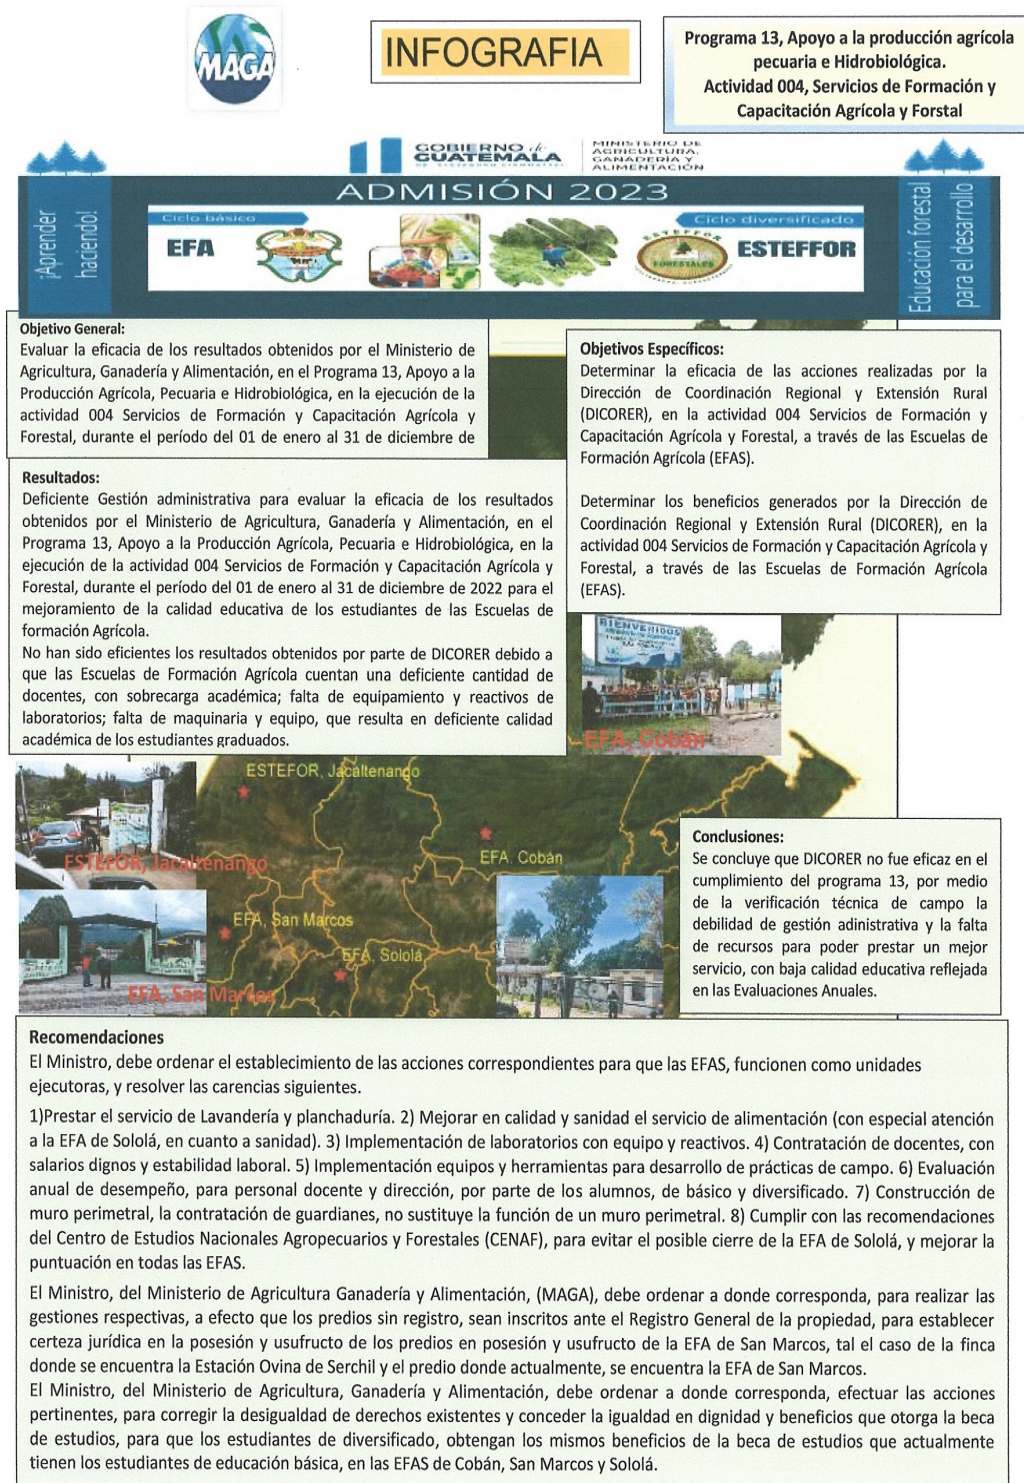 MAGA
INFOGRAFIA
Programa 13, Apoyo a la producción agrícola
pecuaria e Hidrobiológica.
Actividad 004, Servicios de Formación y
Capacitación Agrícola y Forstal
GOBIERNO de
GUATEMALA
MINISTERIO DE
AGRICULTURA,
GANADERÍA Y
ALIMENTACIÓN
¡Aprender
haciendo!
ADMISIÓN 2023
Ciclo básico
EFA
Ciclo diversificado
ESTEFFOR
FORESTALES
ESTEFFOR
Educación forestal
para el desarrollo
Objetivo General:
Evaluar la eficacia de los resultados obtenidos por el Ministerio de
Agricultura, Ganadería y Alimentación, en el Programa 13, Apoyo a la
Producción Agrícola, Pecuaria e Hidrobiológica, en la ejecución de la
actividad 004 Servicios de Formación y Capacitación Agrícola y
Forestal, durante el período del 01 de enero al 31 de diciembre de
Objetivos Específicos:
Determinar la eficacia de las acciones realizadas por la
Dirección de Coordinación Regional y Extensión Rural
(DICORER), en la actividad 004 Servicios de Formación y
Capacitación Agrícola y Forestal, a través de las Escuelas de
Formación Agrícola (EFAS).
Determinar los beneficios generados por la Dirección de
Coordinación Regional y Extensión Rural (DICORER), en la
actividad 004 Servicios de Formación y Capacitación Agrícola y
Forestal, a través de las Escuelas de Formación Agrícola
(EFAS).
Resultados:
Deficiente Gestión administrativa para evaluar la eficacia de los resultados
obtenidos por el Ministerio de Agricultura, Ganadería y Alimentación, en el
Programa 13, Apoyo a la Producción Agrícola, Pecuaria e Hidrobiológica, en la
ejecución de la actividad 004 Servicios de Formación y Capacitación Agrícola y
Forestal, durante el período del 01 de enero al 31 de diciembre de 2022 para el
mejoramiento de la calidad educativa de los estudiantes de las Escuelas de
formación Agrícola.
No han sido eficientes los resultados obtenidos por parte de DICORER debido a
que las Escuelas de Formación Agrícola cuentan una deficiente cantidad de
docentes, con sobrecarga académica; falta de equipamiento y reactivos de
laboratorios; falta de maquinaria y equipo, que resulta en deficiente calidad
académica de los estudiantes graduados.
BIENVENIDOS
EFA, Cobán
ESTEFOR, Jacaltenango
ESTEFOR, Jacaltenango
EFA, Cobán
EFA, San Marcos
EFA, Sololá
EFA, San Marcos
Conclusiones:
Se concluye que DICORER no fue eficaz en el
cumplimiento del programa 13, por medio
de la verificación técnica de campo la
debilidad de gestión adinistrativa y la falta
de recursos para poder prestar un mejor
servicio, con baja calidad educativa reflejada
en las Evaluaciones Anuales.
Recomendaciones
El Ministro, debe ordenar el establecimiento de las acciones correspondientes para que las EFAS, funcionen como unidades
ejecutoras, y resolver las carencias siguientes.
1)Prestar el servicio de Lavandería y planchaduría. 2) Mejorar en calidad y sanidad el servicio de alimentación (con especial atención
a la EFA de Sololá, en cuanto a sanidad). 3) Implementación de laboratorios con equipo y reactivos. 4) Contratación de docentes, con
salarios dignos y estabilidad laboral. 5) Implementación equipos y herramientas para desarrollo de prácticas de campo. 6) Evaluación
anual de desempeño, para personal docente y dirección, por parte de los alumnos, de básico y diversificado. 7) Construcción de
muro perimetral, la contratación de guardianes, no sustituye la función de un muro perimetral. 8) Cumplir con las recomendaciones
del Centro de Estudios Nacionales Agropecuarios y Forestales (CENAF), para evitar el posible cierre de la EFA de Sololá, y mejorar la
puntuación en todas las EFAS.
El Ministro, del Ministerio de Agricultura Ganadería y Alimentación, (MAGA), debe ordenar a donde corresponda, para realizar las
gestiones respectivas, a efecto que los predios sin registro, sean inscritos ante el Registro General de la propiedad, para establecer
certeza jurídica en la posesión y usufructo de los predios en posesión y usufructo de la EFA de San Marcos, tal el caso de la finca
donde se encuentra la Estación Ovina de Serchil y el predio donde actualmente, se encuentra la EFA de San Marcos.
El Ministro, del Ministerio de Agricultura, Ganadería y Alimentación, debe ordenar a donde corresponda, efectuar las acciones
pertinentes, para corregir la desigualdad de derechos existentes y conceder la igualdad en dignidad y beneficios que otorga la beca
de estudios, para que los estudiantes de diversificado, obtengan los mismos beneficios de la beca de estudios que actualmente
tienen los estudiantes de educación básica, en las EFAS de Cobán, San Marcos y Sololá.